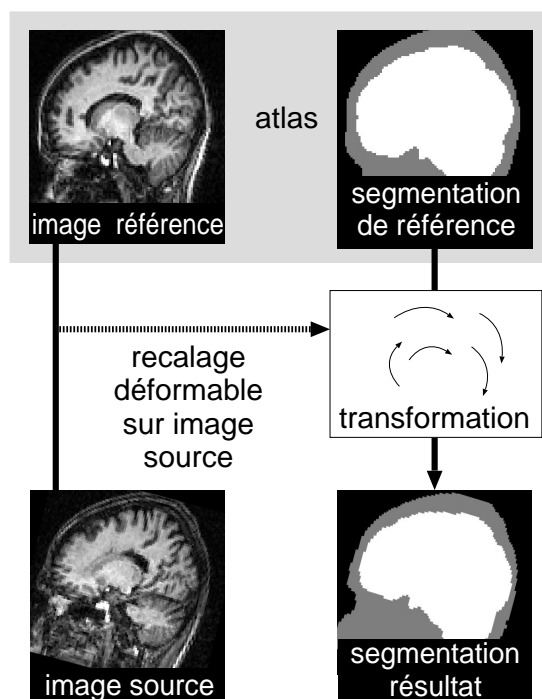 atlas
image référence
segmentation
de référence
recalage
déformable
sur image
source
transformation
image source
segmentation
résultat